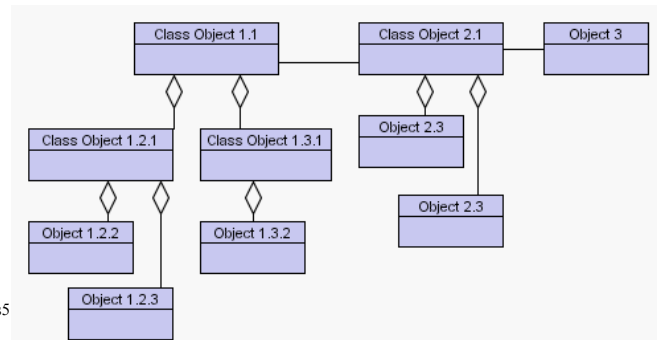 Class Object 1.1
Class Object 2.1
Object 3
Class Object 1.2.1
Class Object 1.3.1
Object 2.3
Object 2.3
Object 1.2.2
Object 1.3.2
Object 1.2.3